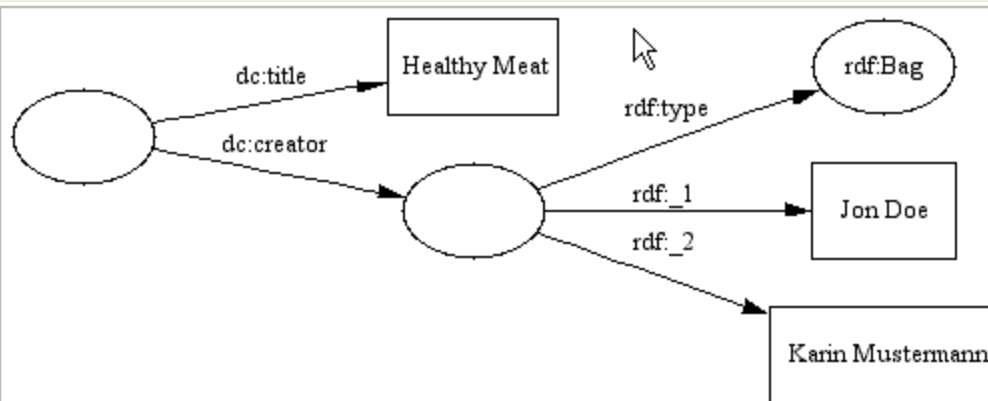 Healthy Meat
dc:title
rdf:Bag
rdf:type
dc:creator
rdf:_1
Jon Doe
rdf:_2
Karin Mustermann